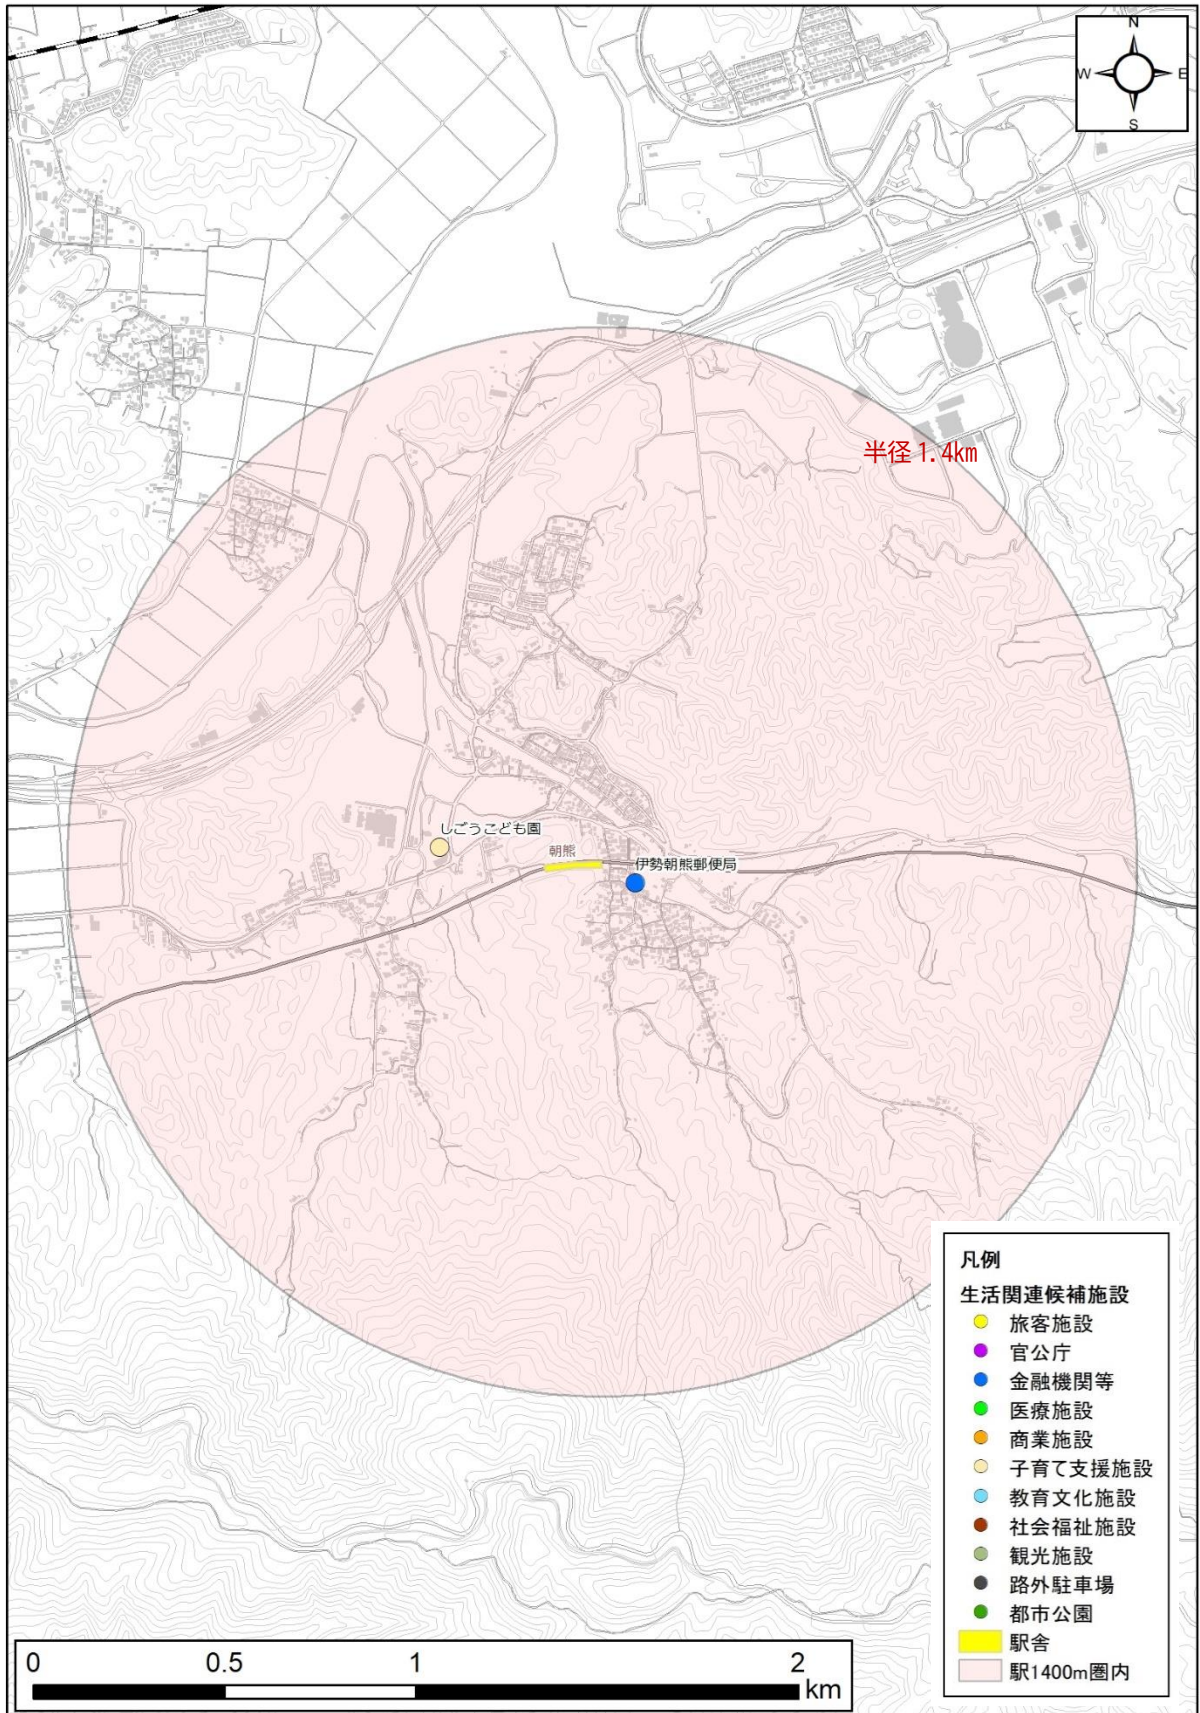 N
W
E
S
半径1.4km
しごうこども園
朝熊
伊勢朝熊郵便局
凡例
生活関連候補施設
旅客施設
官公庁
金融機関等
医療施設
商業施設
子育て支援施設
教育文化施設
社会福祉施設
観光施設
路外駐車場
都市公園
駅舎
駅1400m圏内
0 0.5 1 2
km